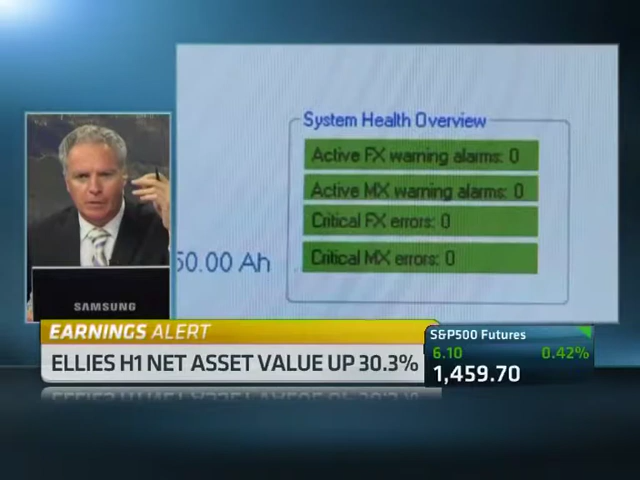 System Health Overview
Active FX warning alarms: 0
Active MX warning alarms: 0
Critical FX errors: 0
Critical MX errors: 0
50.00 Ah
SAMSUNG
EARNINGS ALERT
ELLIES H1 NET ASSET VALUE UP 30.3%
S&P500 Futures
6.10 0.42%
1,459.70